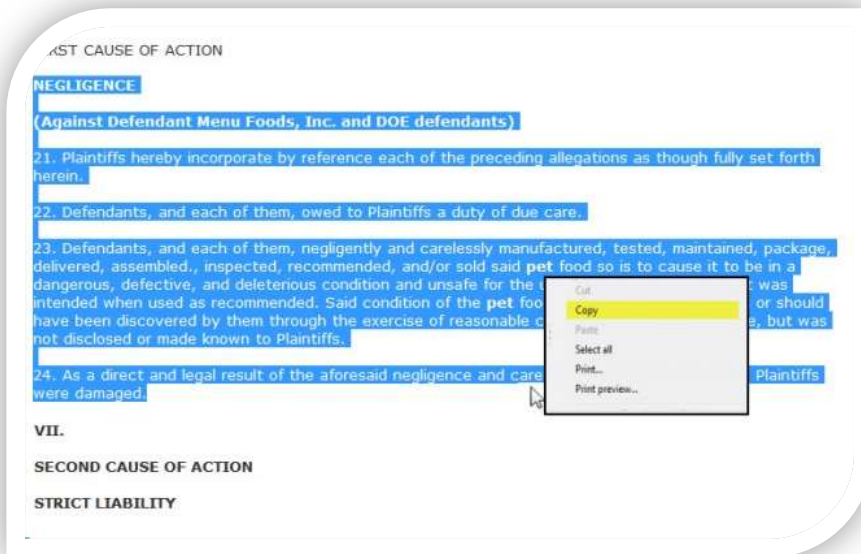 RST CAUSE OF ACTION
NEGLIGENCE
(Against Defendant Menu Foods, Inc. and DOE defendants)
21. Plaintiffs hereby incorporate by reference each of the preceding allegations as though fully set forth
herein.
22. Defendants, and each of them, owed to Plaintiffs a duty of due care.
23. Defendants, and each of them, negligently and carelessly manufactured, tested, maintained, package,
delivered, assembled., inspected, recommended, and/or sold said pet food so is to cause it to be in a
dangerous, defective, and deleterious condition and unsafe for the was
intended when used as recommended. Said condition of the pet foo or should
have been discovered by them through the exercise of reasonable but was
not disclosed or made known to Plaintiffs.
24. As a direct and legal result of the aforesaid negligence and care Plaintiffs
were damaged.
Cut
Copy
Paste
Select all
Print...
Print preview...
VII.
SECOND CAUSE OF ACTION
STRICT LIABILITY